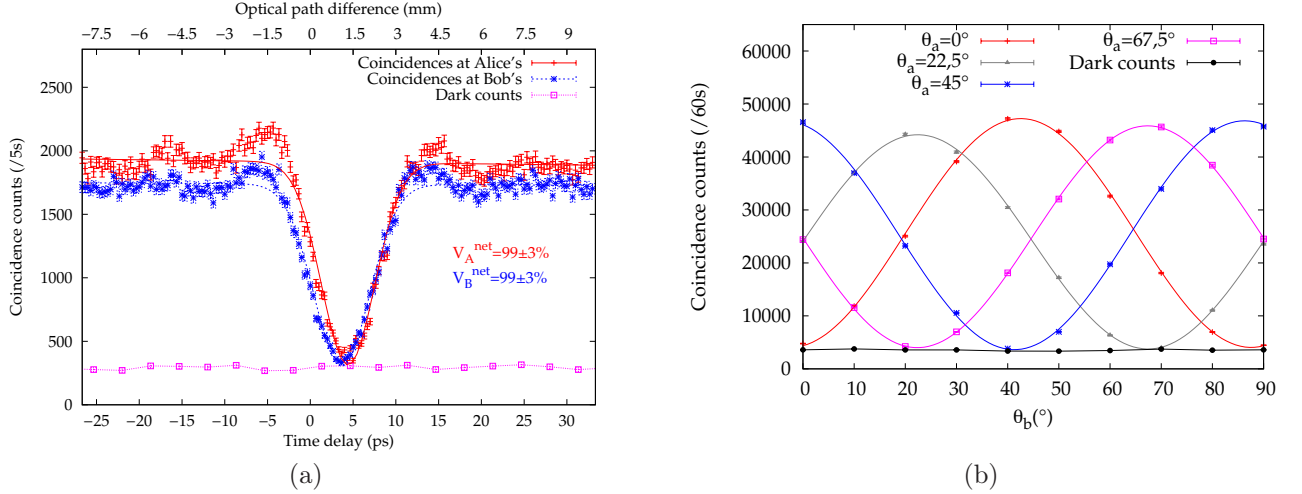 Optical path difference (mm)
−7.5 −6 −4.5 −3 −1.5 0 1.5 3 4.5 6 7.5 9
Coincidences at Alice's
Coincidences at Bob's
Dark counts
Coincidence counts (/5s)
2500
2000
1500
1000
500
0
V_A^net=99±3%
V_B^net=99±3%
−25 −20 −15 −10 −5 0 5 10 15 20 25 30
Time delay (ps)
(a)
θa=0°
θa=22,5°
θa=45°
θa=67,5°
Dark counts
Coincidence counts (/60s)
60000
50000
40000
30000
20000
10000
0
0 10 20 30 40 50 60 70 80 90
θb(°)
(b)